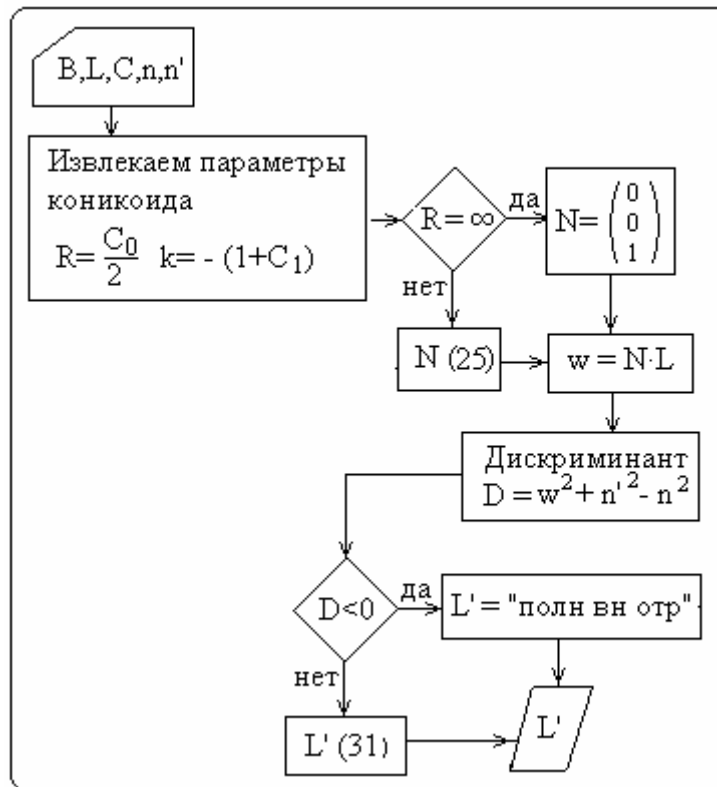 B,L,C,n,n'
Извлекаем параметры
коникоида
R= C₀/2 k= - (1+C₁)
R=∞
да
N= (0 0 1)
нет
N (25)
w = N·L
Дискриминант
D = w²+ n'²- n²
D<0
да
L'= "полн вн отр"
нет
L' (31)
L'